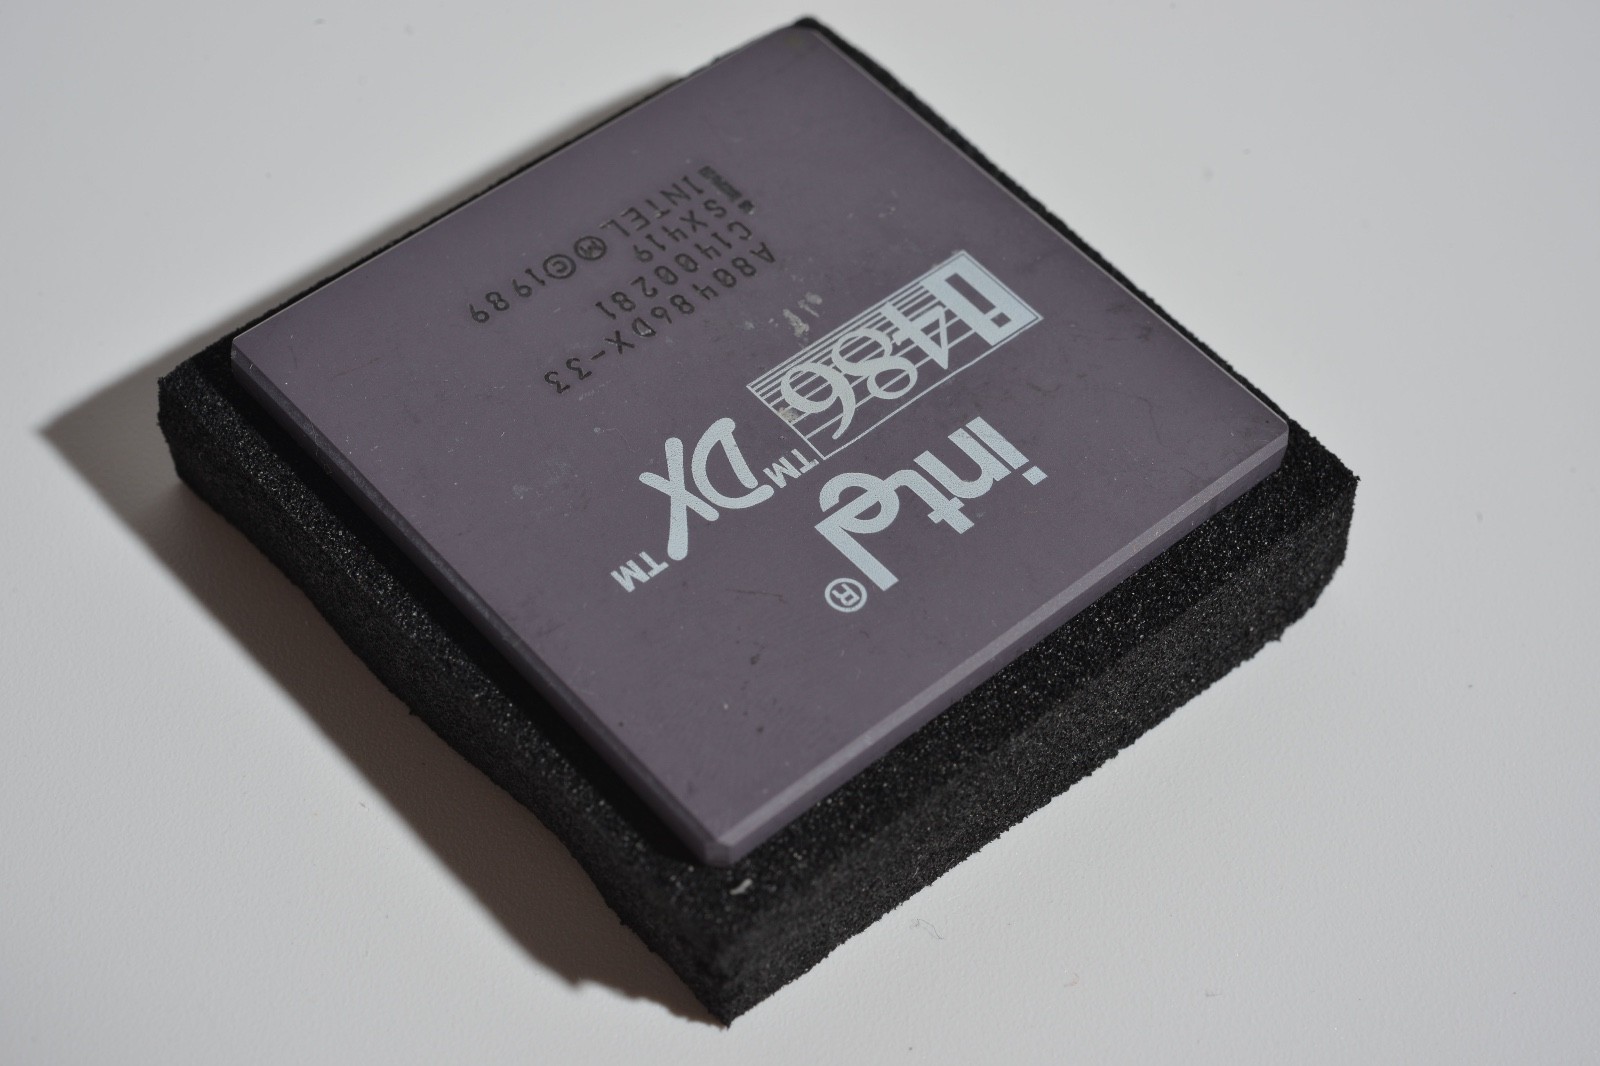 intel®
i486™ DX™
A80486DX-33
C1400281
SX419
INTEL Ⓜ©1989